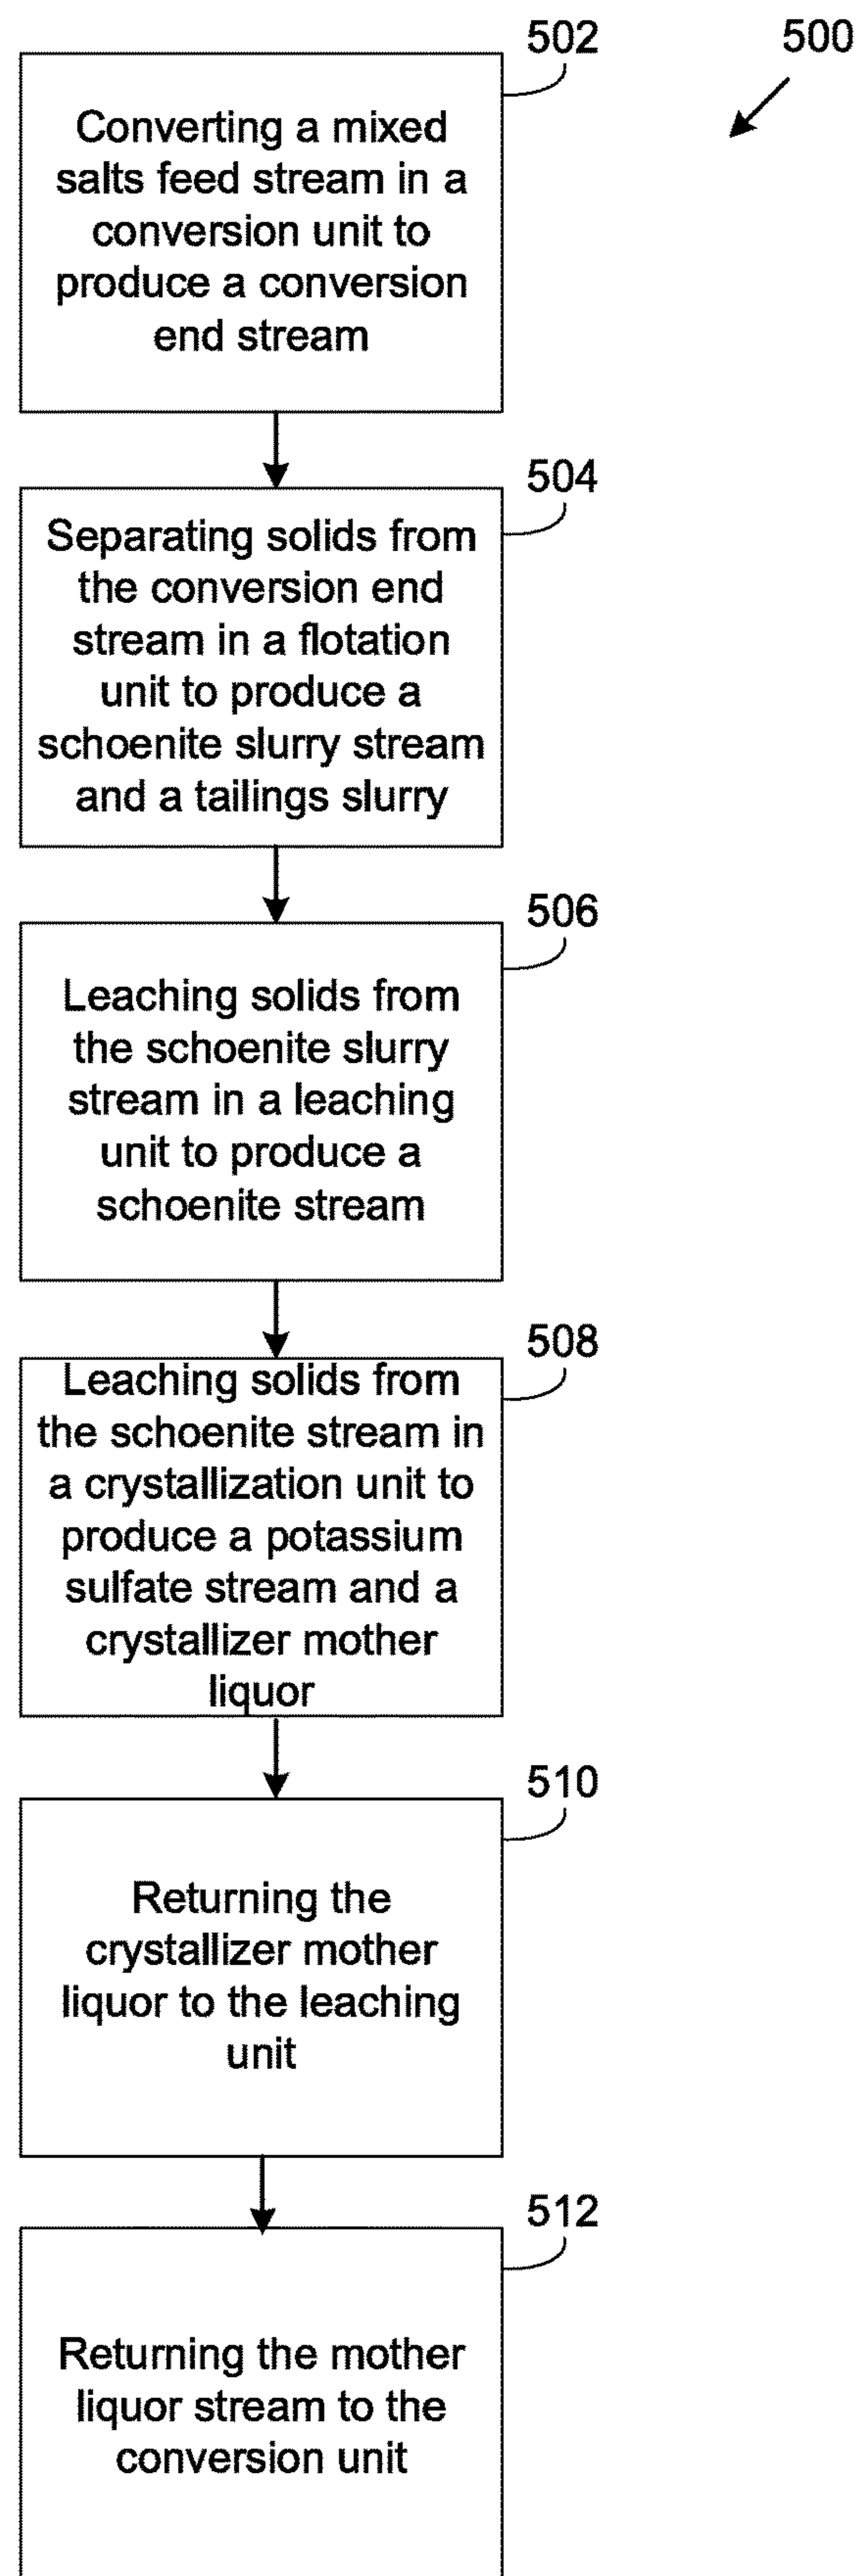 502
500
Converting a mixed
salts feed stream in a
conversion unit to
produce a conversion
end stream
504
Separating solids from
the conversion end
stream in a flotation
unit to produce a
schoenite slurry stream
and a tailings slurry
506
Leaching solids from
the schoenite slurry
stream in a leaching
unit to produce a
schoenite stream
508
Leaching solids from
the schoenite stream in
a crystallization unit to
produce a potassium
sulfate stream and a
crystallizer mother
liquor
510
Returning the
crystallizer mother
liquor to the leaching
unit
512
Returning the mother
liquor stream to the
conversion unit